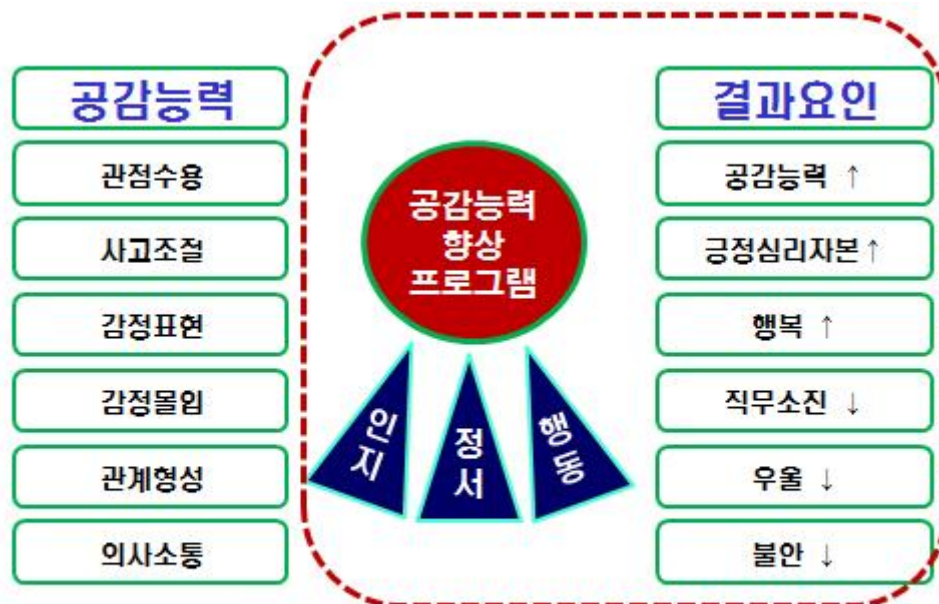 공감능력
관점수용
사고조절
감정표현
감정몰입
관계형성
의사소통
공감능력
향상
프로그램
인지
정서
행동
결과요인
공감능력 ↑
긍정심리자본 ↑
행복 ↑
직무소진 ↓
우울 ↓
불안 ↓